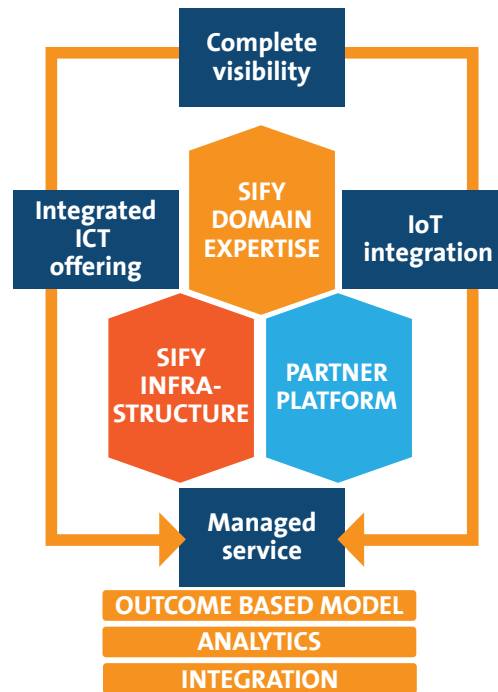 Complete
visibility
SIFY
DOMAIN
EXPERTISE
Integrated
ICT
offering
IoT
integration
SIFY
INFRA-
STRUCTURE
PARTNER
PLATFORM
Managed
service
OUTCOME BASED MODEL
ANALYTICS
INTEGRATION